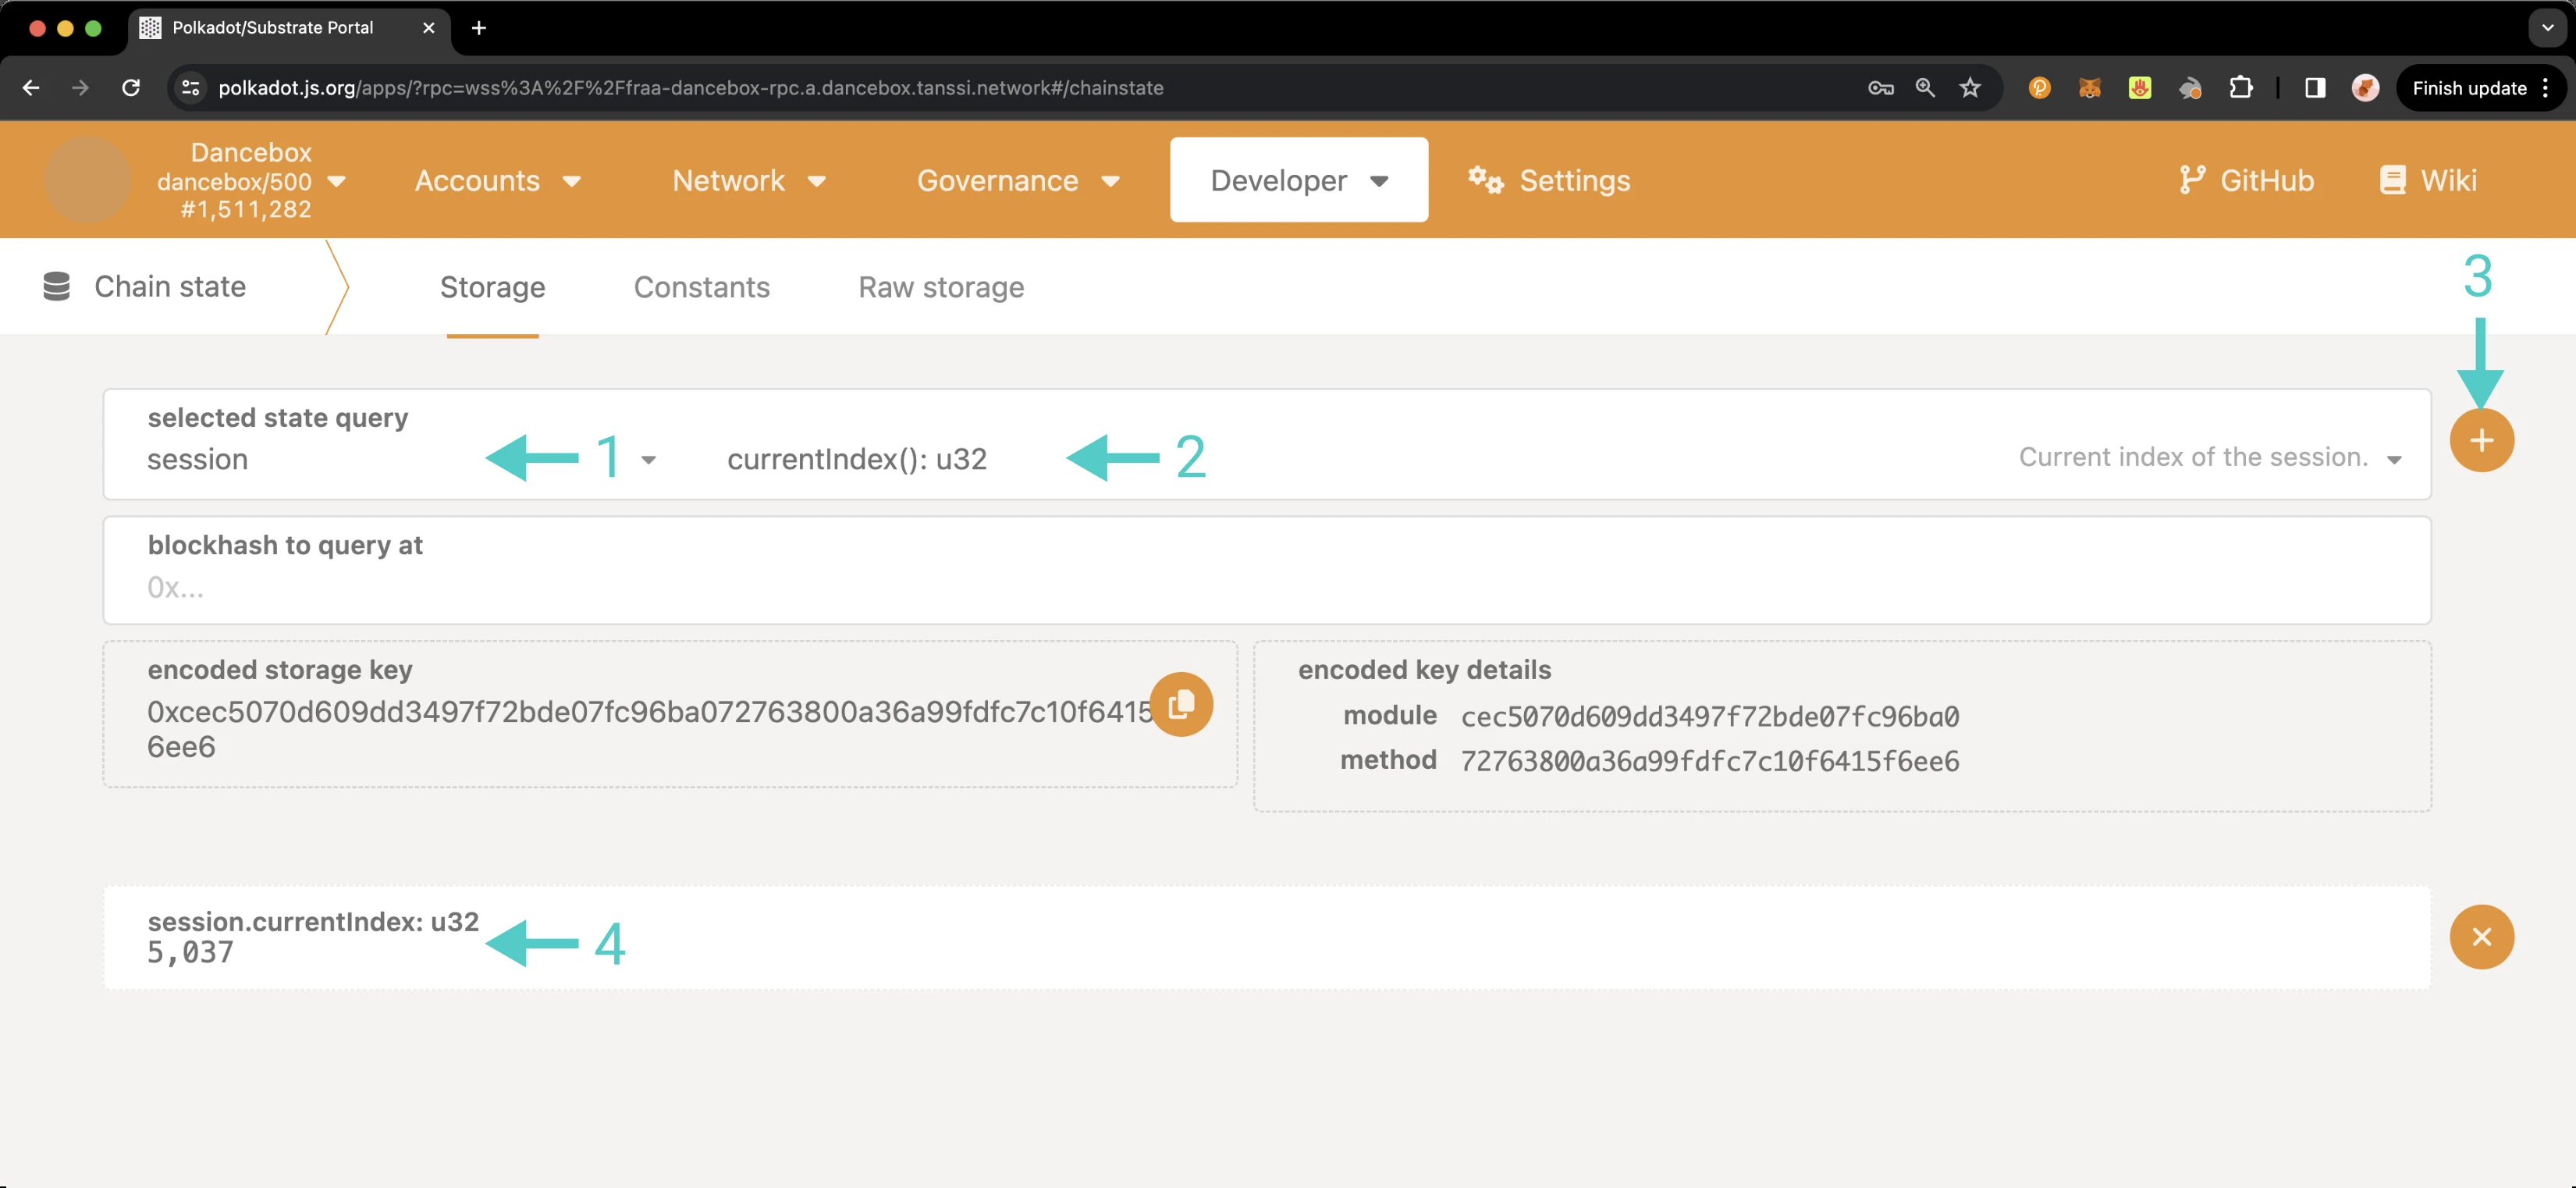 Polkadot/Substrate Portal
polkadot.js.org/apps/?rpc=wss%3A%2F%2Ffraa-dancebox-rpc.a.dancebox.tanssi.network#/chainstate
Finish update
Dancebox
dancebox/500
#1,511,282
Accounts
Network
Governance
Developer
Settings
GitHub
Wiki
Chain state
Storage
Constants
Raw storage
3
selected state query
session
1
currentIndex(): u32
2
Current index of the session.
blockhash to query at
0x...
encoded storage key
0xcec5070d609dd3497f72bde07fc96ba072763800a36a99fdfc7c10f6415
6ee6
encoded key details
module cec5070d609dd3497f72bde07fc96ba0
method 72763800a36a99fdfc7c10f6415f6ee6
session.currentIndex: u32
5,037
4